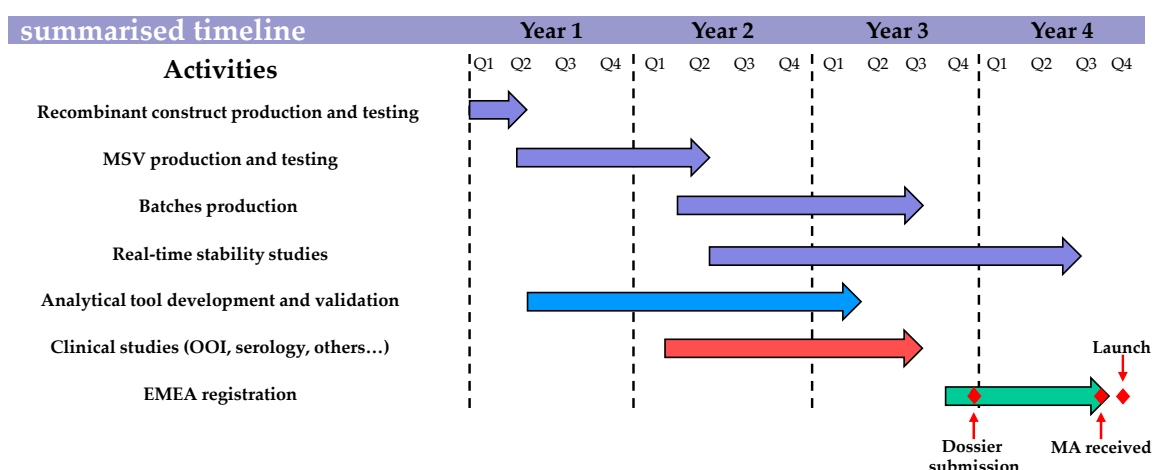 summarised timeline Year 1 Year 2 Year 3 Year 4
Activities Q1 Q2 Q3 Q4 Q1 Q2 Q3 Q4 Q1 Q2 Q3 Q4 Q1 Q2 Q3 Q4
Recombinant construct production and testing
MSV production and testing
Batches production
Real-time stability studies
Analytical tool development and validation
Clinical studies (OOI, serology, others…)
Launch
EMEA registration
Dossier
submission
MA received